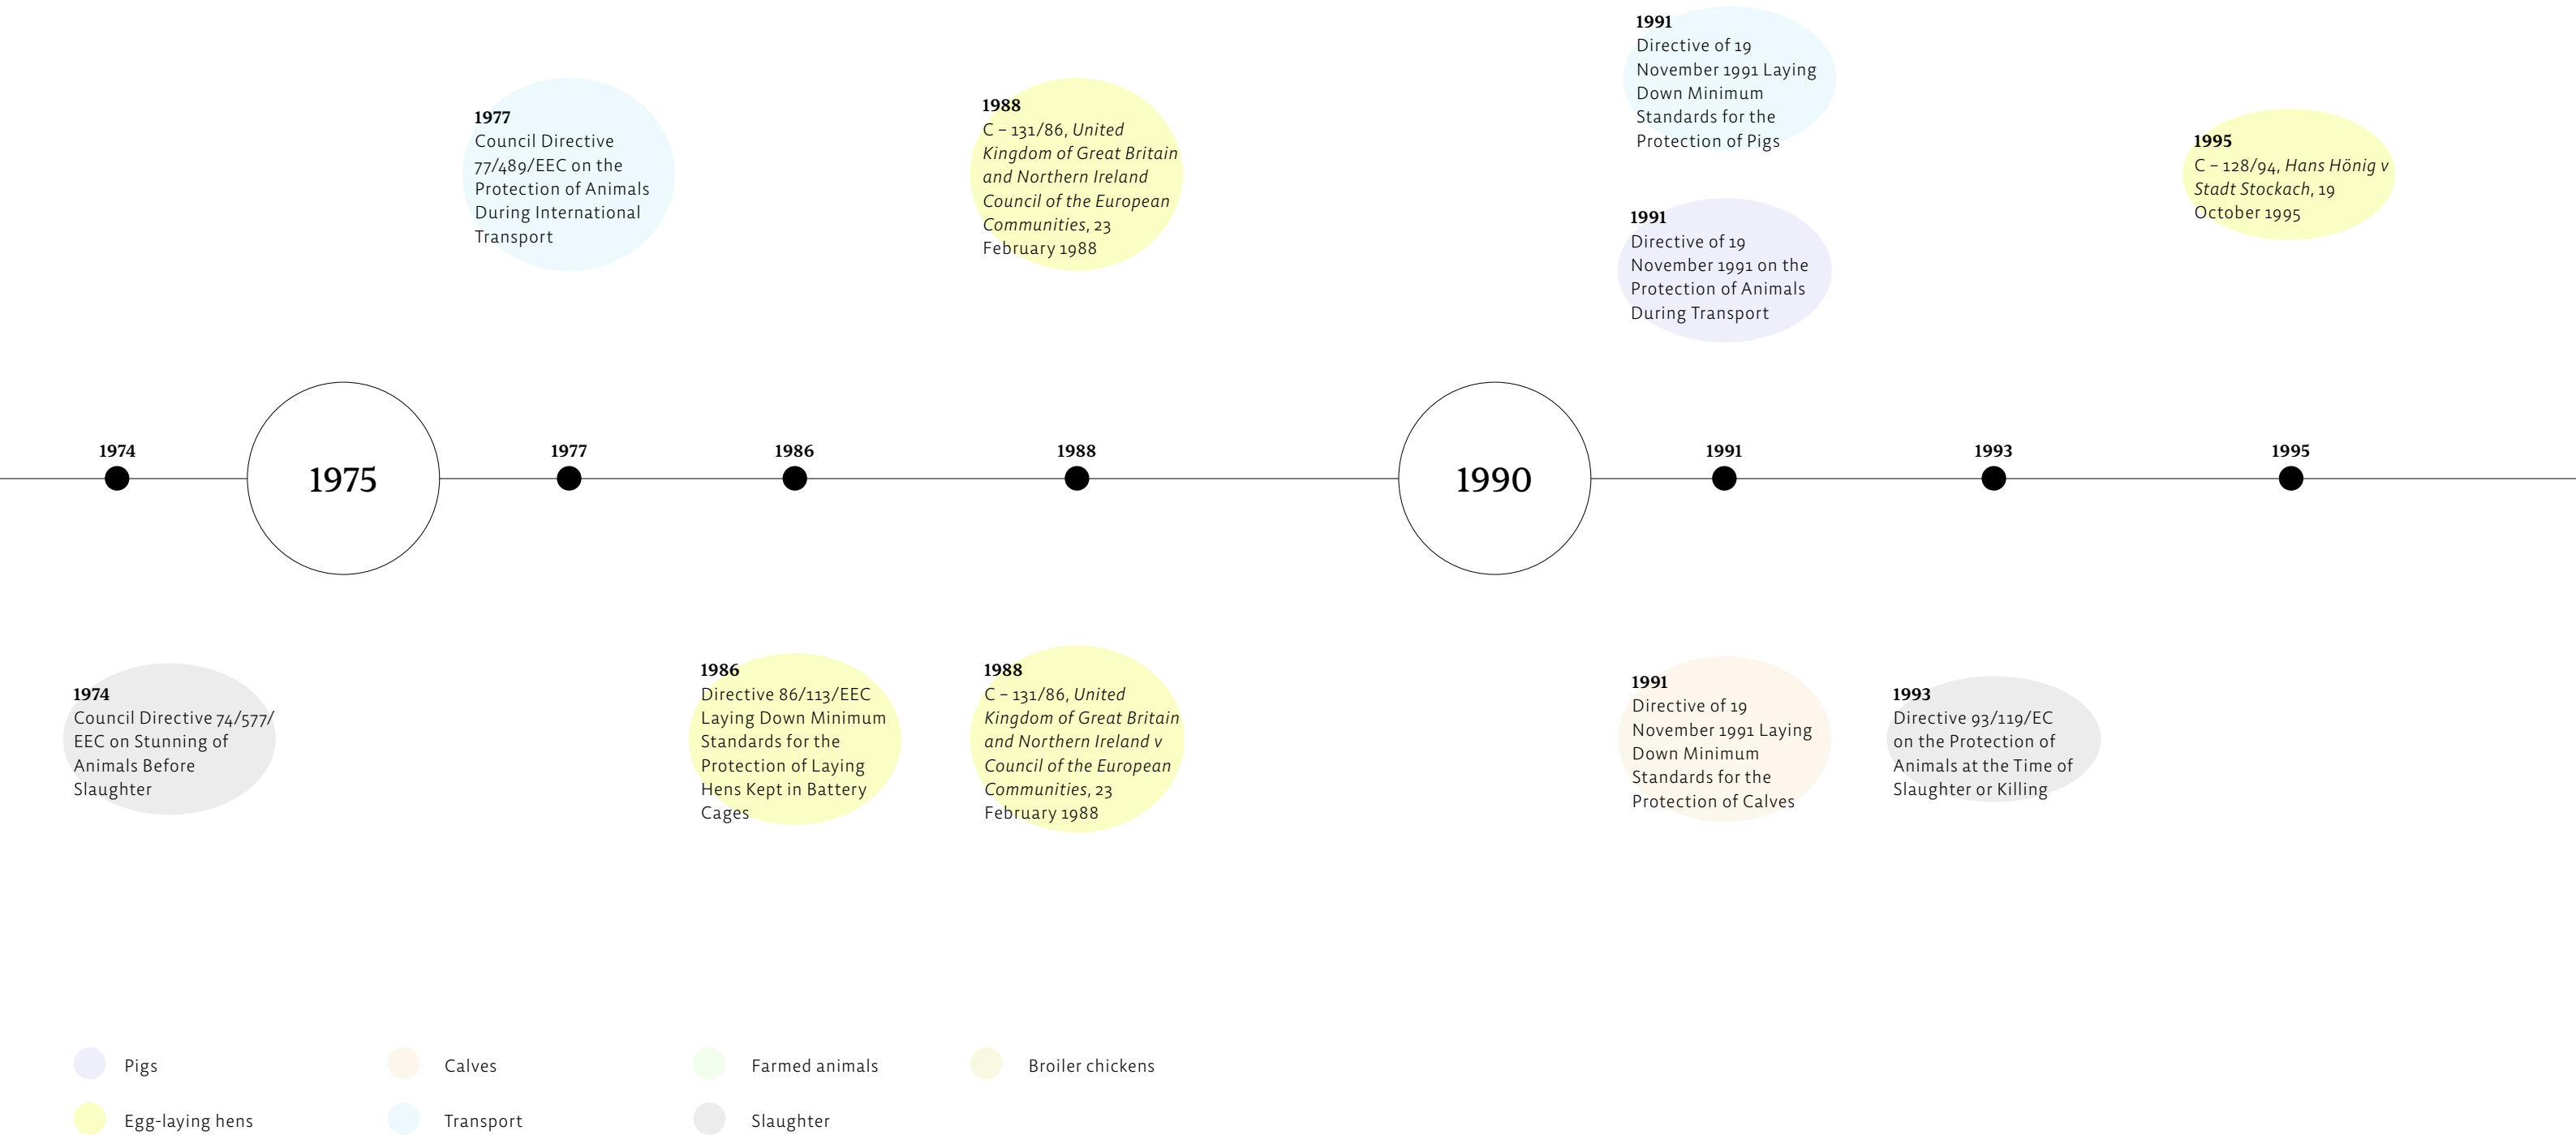 1977
Council Directive
77/489/EEC on the
Protection of Animals
During International
Transport
1988
C – 131/86, United
Kingdom of Great Britain
and Northern Ireland
Council of the European
Communities, 23
February 1988
1991
Directive of 19
November 1991 Laying
Down Minimum
Standards for the
Protection of Pigs
1991
Directive of 19
November 1991 on the
Protection of Animals
During Transport
1995
C – 128/94, Hans Hönig v
Stadt Stockach, 19
October 1995
1974
1975
1977
1986
1988
1990
1991
1993
1995
1974
Council Directive 74/577/
EEC on Stunning of
Animals Before
Slaughter
1986
Directive 86/113/EEC
Laying Down Minimum
Standards for the
Protection of Laying
Hens Kept in Battery
Cages
1988
C – 131/86, United
Kingdom of Great Britain
and Northern Ireland v
Council of the European
Communities, 23
February 1988
1991
Directive of 19
November 1991 Laying
Down Minimum
Standards for the
Protection of Calves
1993
Directive 93/119/EC
on the Protection of
Animals at the Time of
Slaughter or Killing
Pigs
Calves
Farmed animals
Broiler chickens
Egg-laying hens
Transport
Slaughter